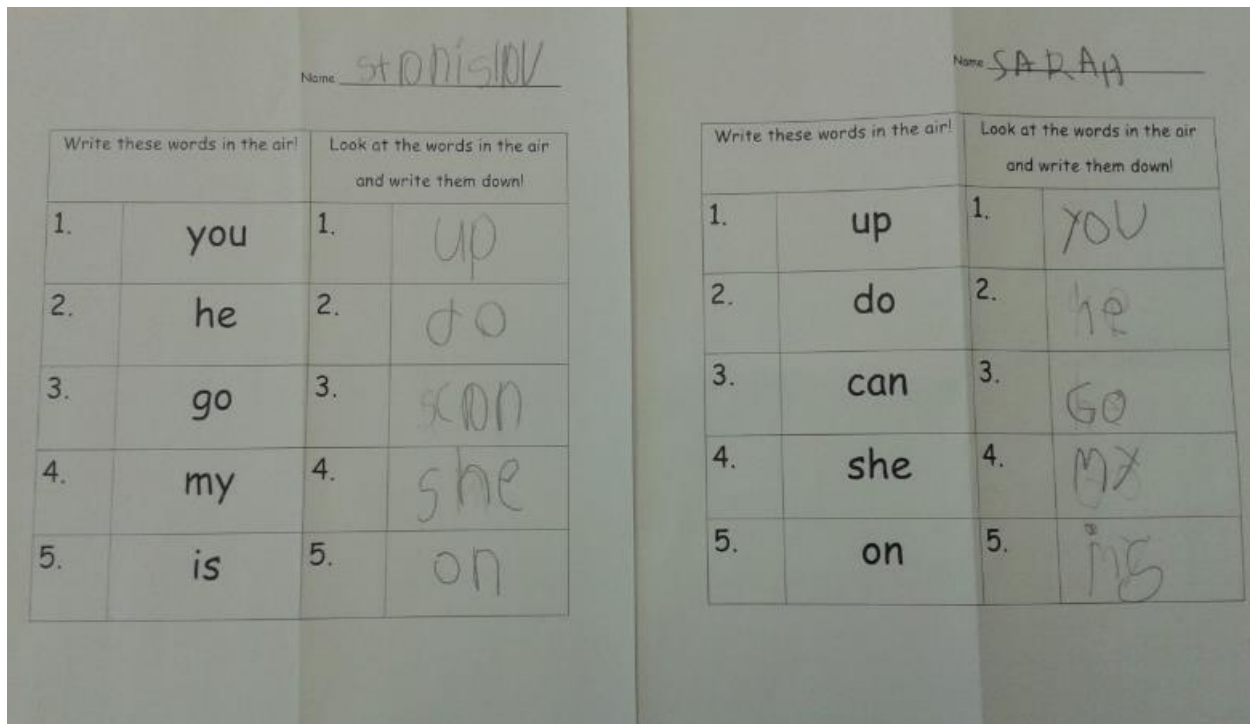 Name stanislav
Write these words in the air! Look at the words in the air
and write them down!
1. you 1. up
2. he 2. do
3. go 3. can
4. my 4. she
5. is 5. on
Name SARAH
Write these words in the air! Look at the words in the air
and write them down!
1. up 1. you
2. do 2. he
3. can 3. Go
4. she 4. my
5. on 5. is